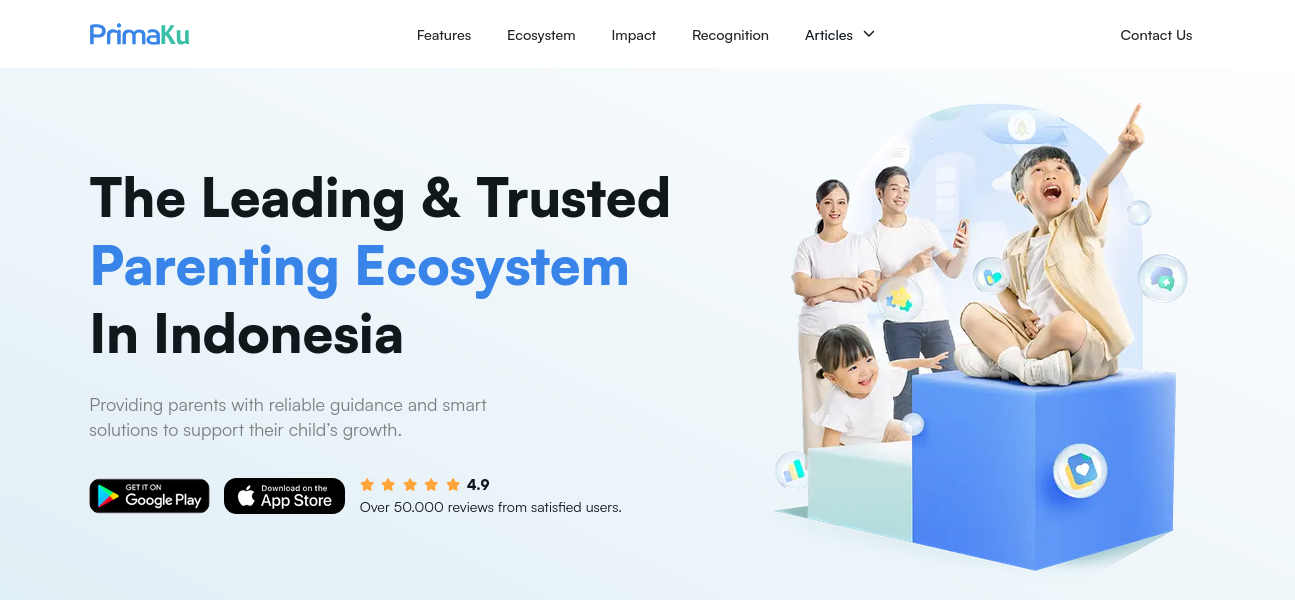 PrimaKu
Features
Ecosystem
Impact
Recognition
Articles
Contact Us
The Leading & Trusted
Parenting Ecosystem
In Indonesia
Providing parents with reliable guidance and smart
solutions to support their child’s growth.
GET IT ON
Google Play
Download on the
App Store
4.9
Over 50.000 reviews from satisfied users.